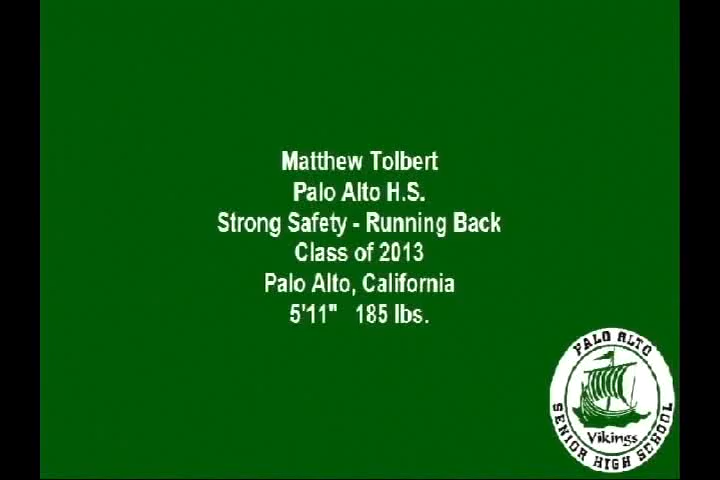 Matthew Tolbert
Palo Alto H.S.
Strong Safety - Running Back
Class of 2013
Palo Alto, California
5'11" 185 lbs.
PALO ALTO
Vikings
SENIOR HIGH SCHOOL